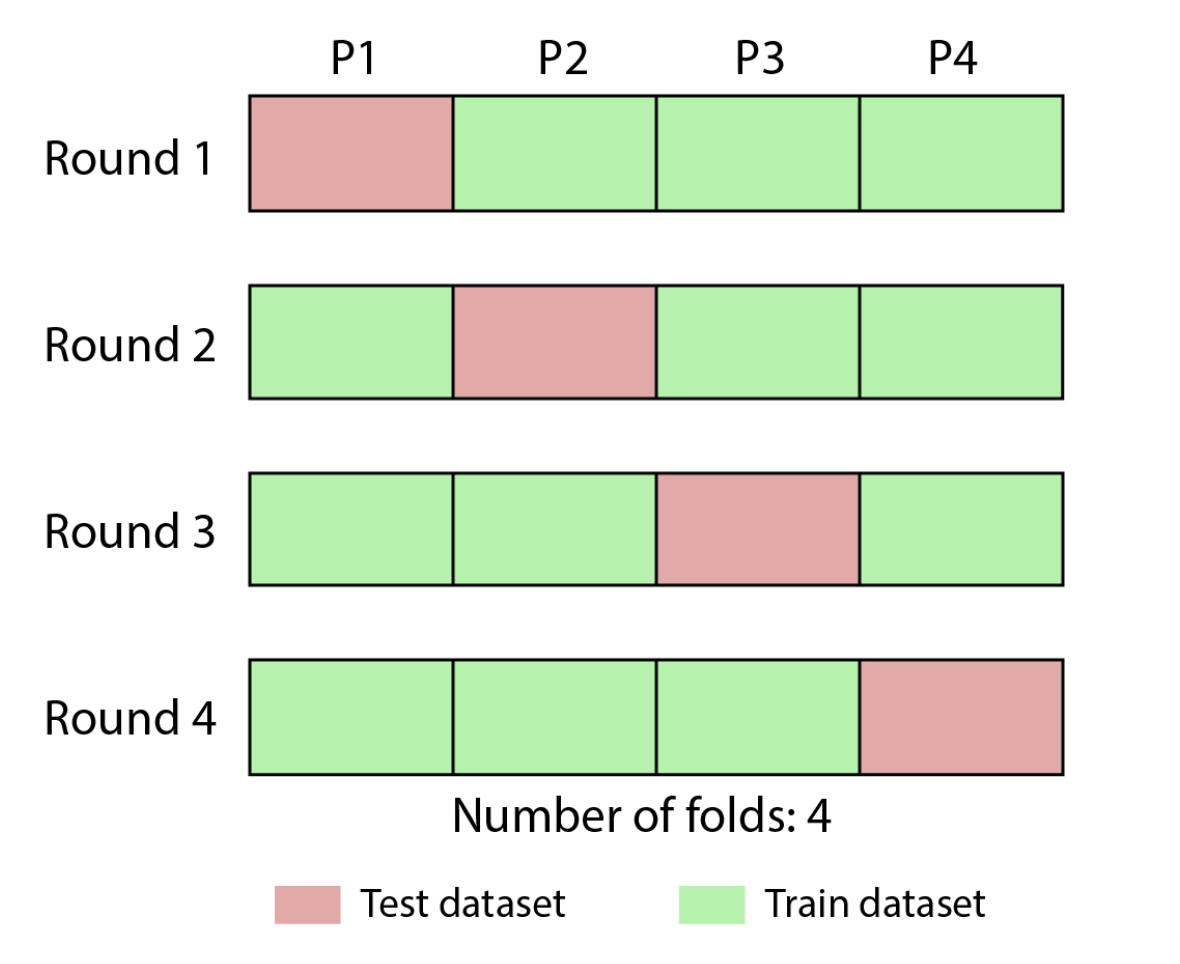 P1 P2 P3 P4
Round 1
Round 2
Round 3
Round 4
Number of folds: 4
Test dataset Train dataset